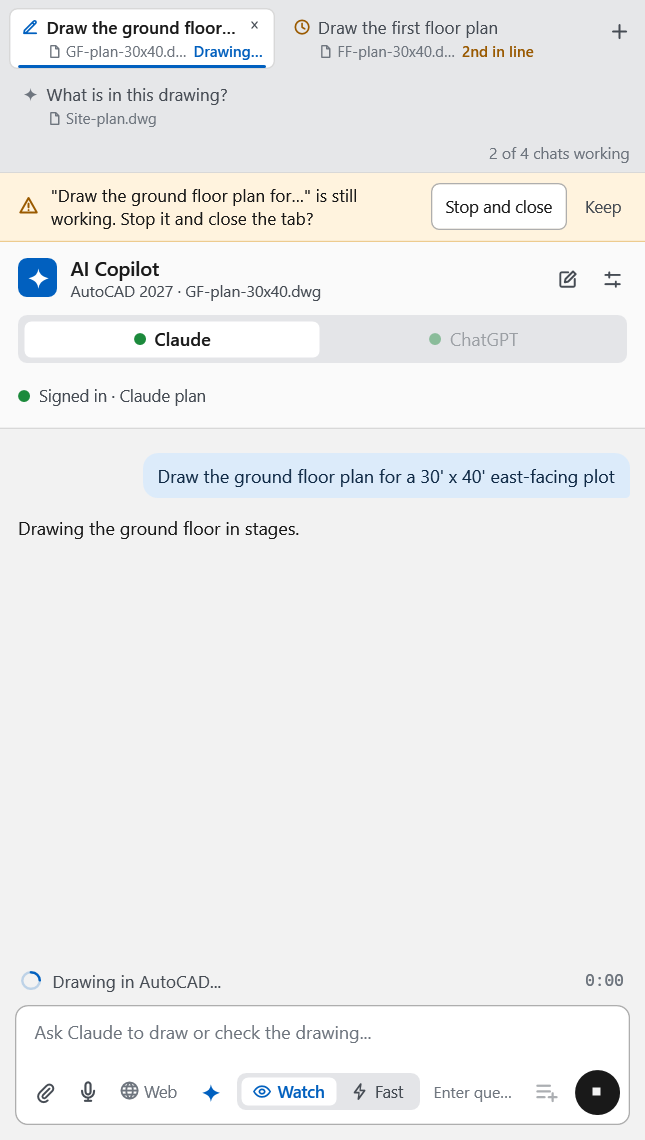 Draw the ground floor...
GF-plan-30x40.d... Drawing...
Draw the first floor plan
FF-plan-30x40.d... 2nd in line
What is in this drawing?
Site-plan.dwg
2 of 4 chats working
"Draw the ground floor plan for..." is still
working. Stop it and close the tab?
Stop and close
Keep
AI Copilot
AutoCAD 2027 · GF-plan-30x40.dwg
Claude
ChatGPT
Signed in · Claude plan
Draw the ground floor plan for a 30' x 40' east-facing plot
Drawing the ground floor in stages.
Drawing in AutoCAD...
0:00
Ask Claude to draw or check the drawing...
Web
Watch
Fast
Enter que...